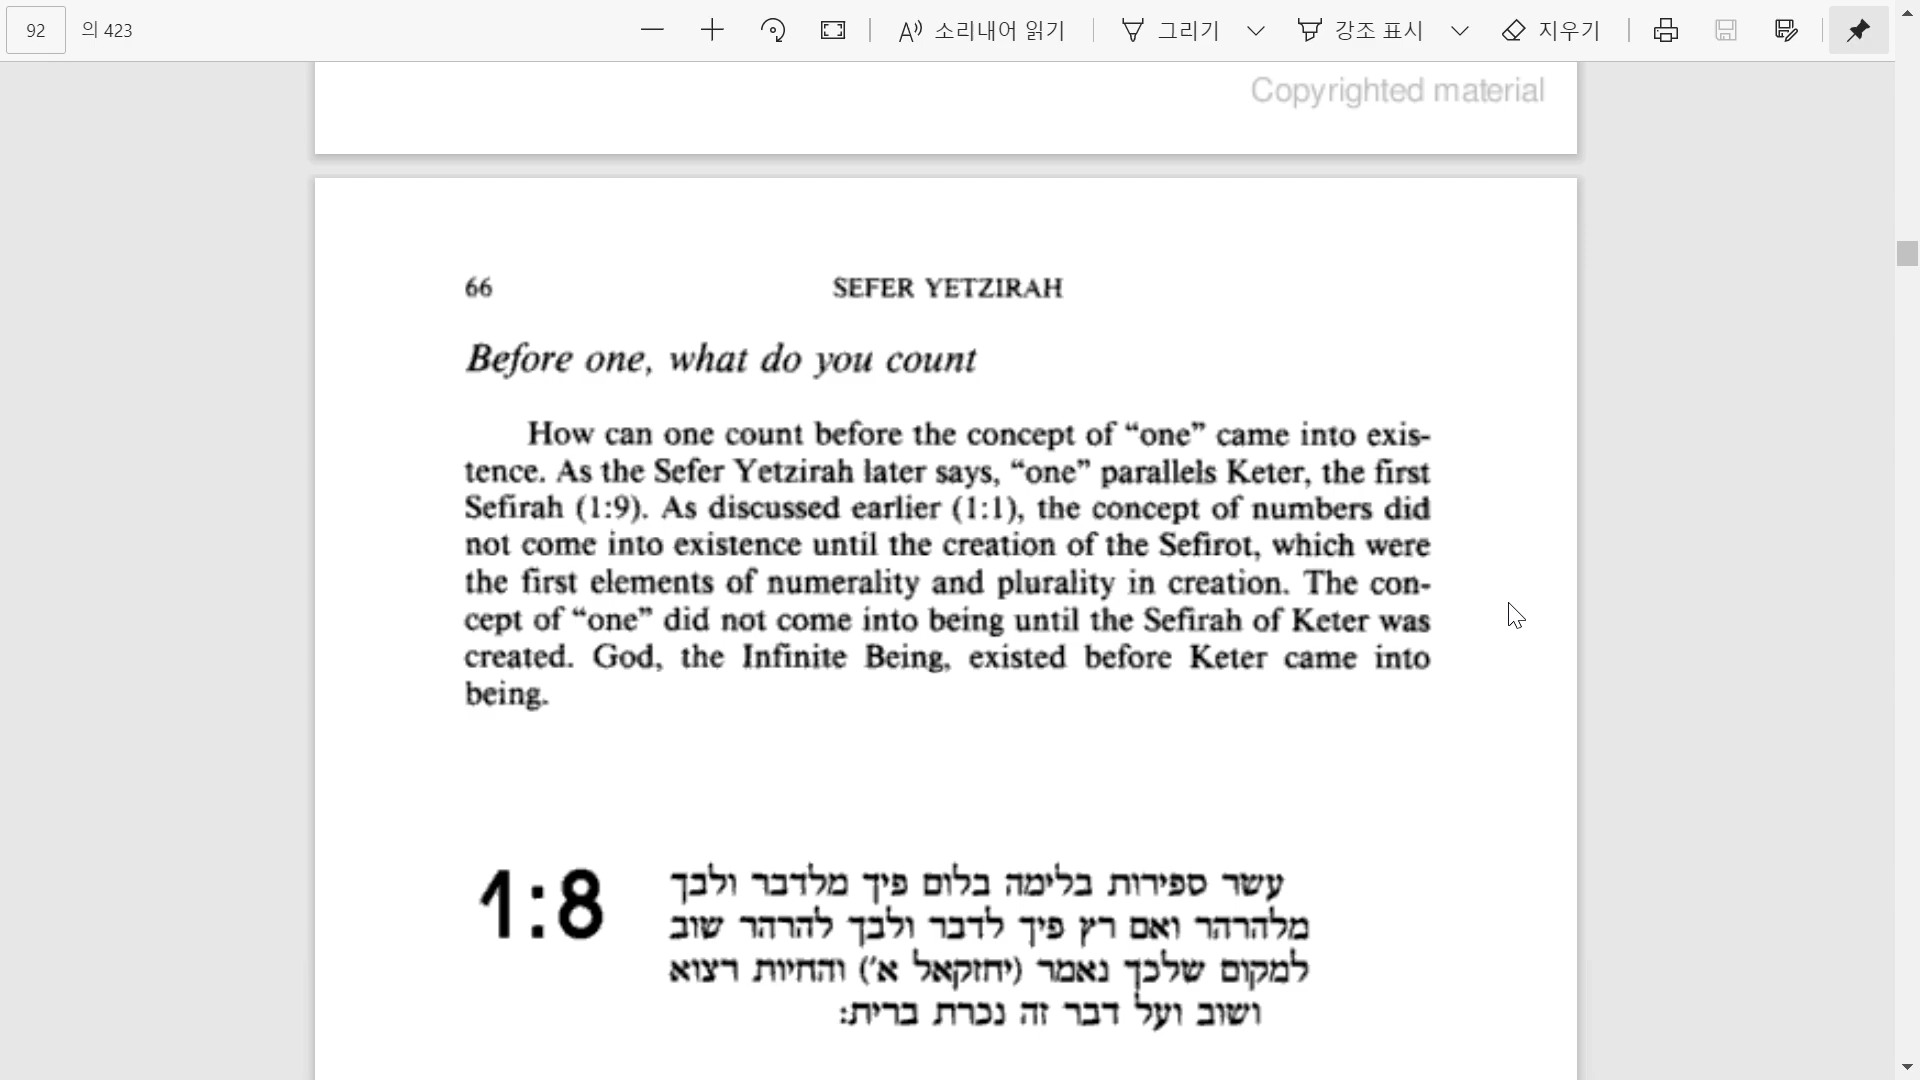 92 의 423 A 소리내어 읽기 그리기 강조 표시 지우기
Copyrighted material
66 SEFER YETZIRAH
Before one, what do you count
How can one count before the concept of “one” came into exis-
tence. As the Sefer Yetzirah later says, “one” parallels Keter, the first
Sefirah (1:9). As discussed earlier (1:1), the concept of numbers did
not come into existence until the creation of the Sefirot, which were
the first elements of numerality and plurality in creation. The con-
cept of “one” did not come into being until the Sefirah of Keter was
created. God, the Infinite Being, existed before Keter came into
being.
1:8
עשר ספירות בלימה בלום פיך מלדבר ולבך
מלהרהר ואם רץ פיך לדבר ולבך להרהר שוב
למקום שלכך נאמר (יחזקאל א׳) והחיות רצוא
ושוב ועל דבר זה נכרת ברית: